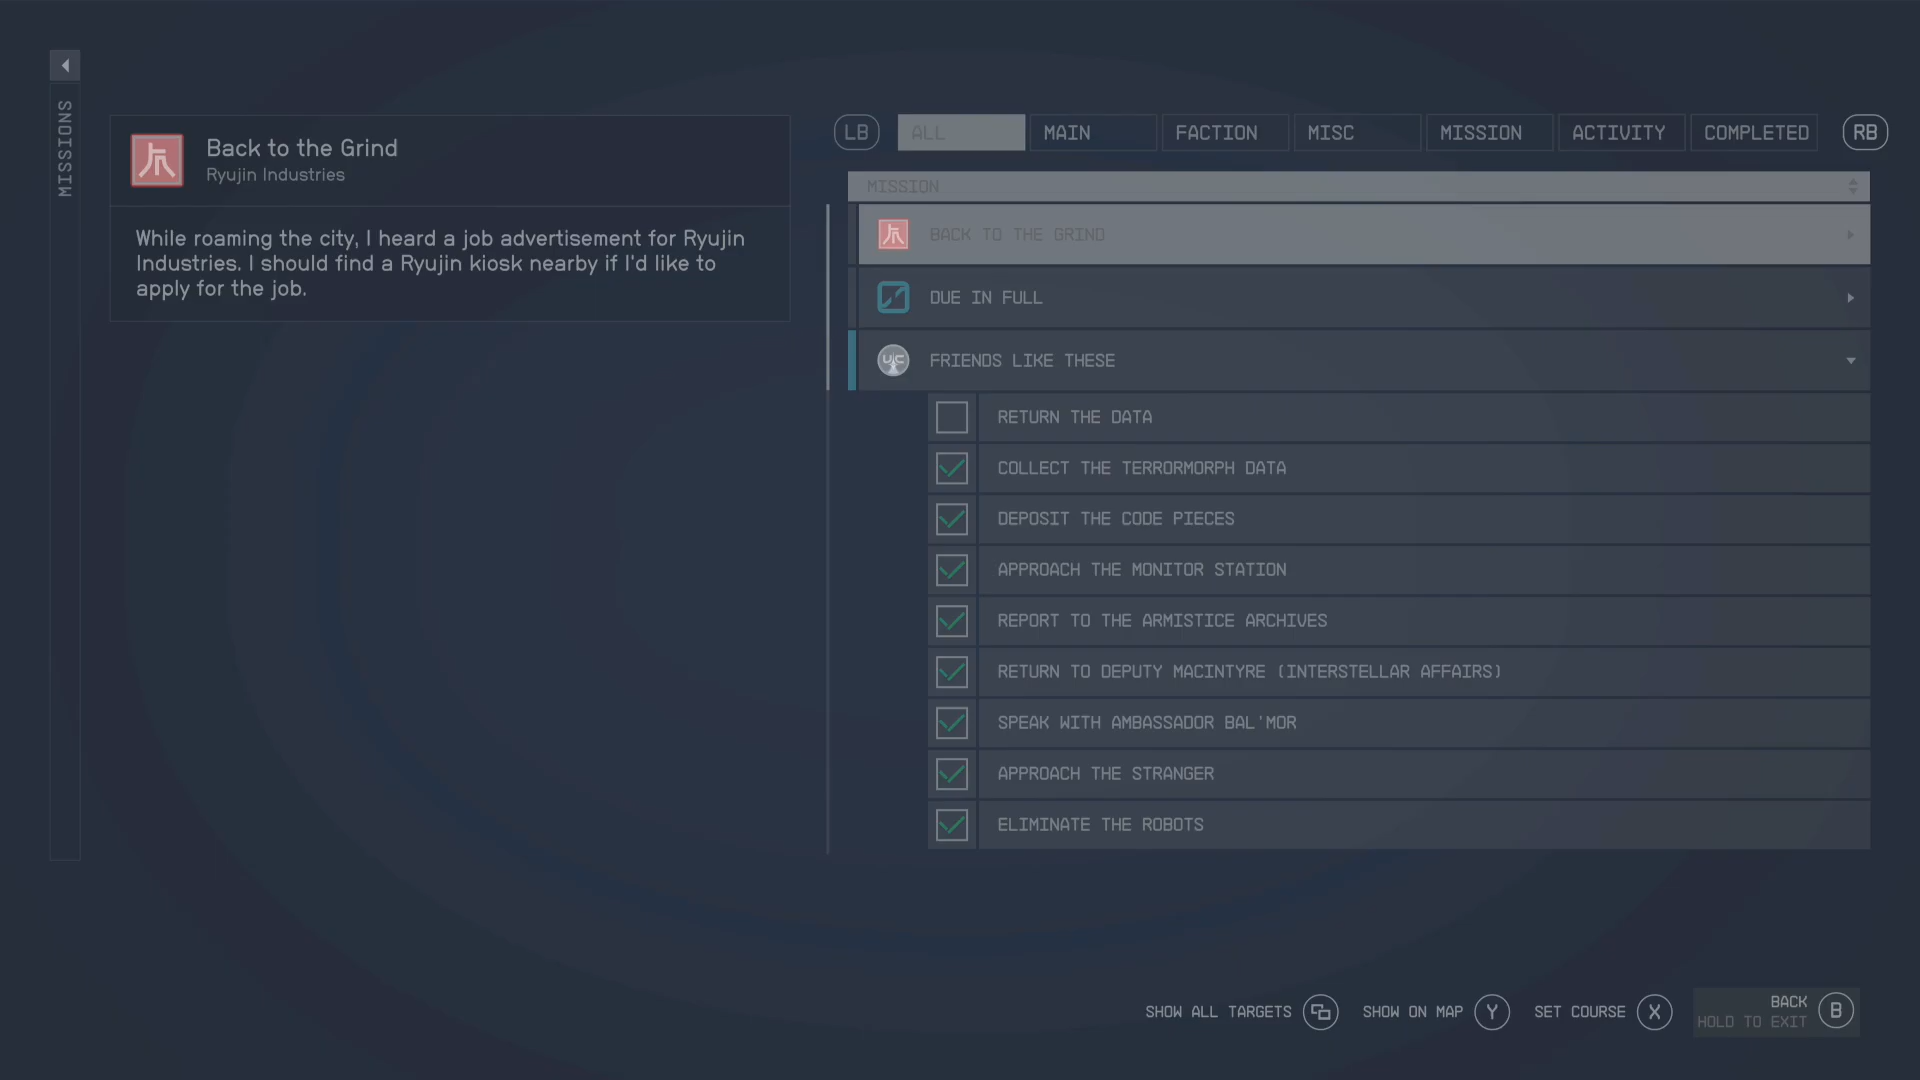 MISSIONS
Back to the Grind
Ryujin Industries
While roaming the city, I heard a job advertisement for Ryujin
Industries. I should find a Ryujin kiosk nearby if I'd like to
apply for the job.
LB
ALL
MAIN
FACTION
MISC
MISSION
ACTIVITY
COMPLETED
RB
MISSION
BACK TO THE GRIND
DUE IN FULL
UC
FRIENDS LIKE THESE
RETURN THE DATA
COLLECT THE TERRORMORPH DATA
DEPOSIT THE CODE PIECES
APPROACH THE MONITOR STATION
REPORT TO THE ARMISTICE ARCHIVES
RETURN TO DEPUTY MACINTYRE (INTERSTELLAR AFFAIRS)
SPEAK WITH AMBASSADOR BAL'MOR
APPROACH THE STRANGER
ELIMINATE THE ROBOTS
SHOW ALL TARGETS
SHOW ON MAP Y
SET COURSE X
BACK B
HOLD TO EXIT